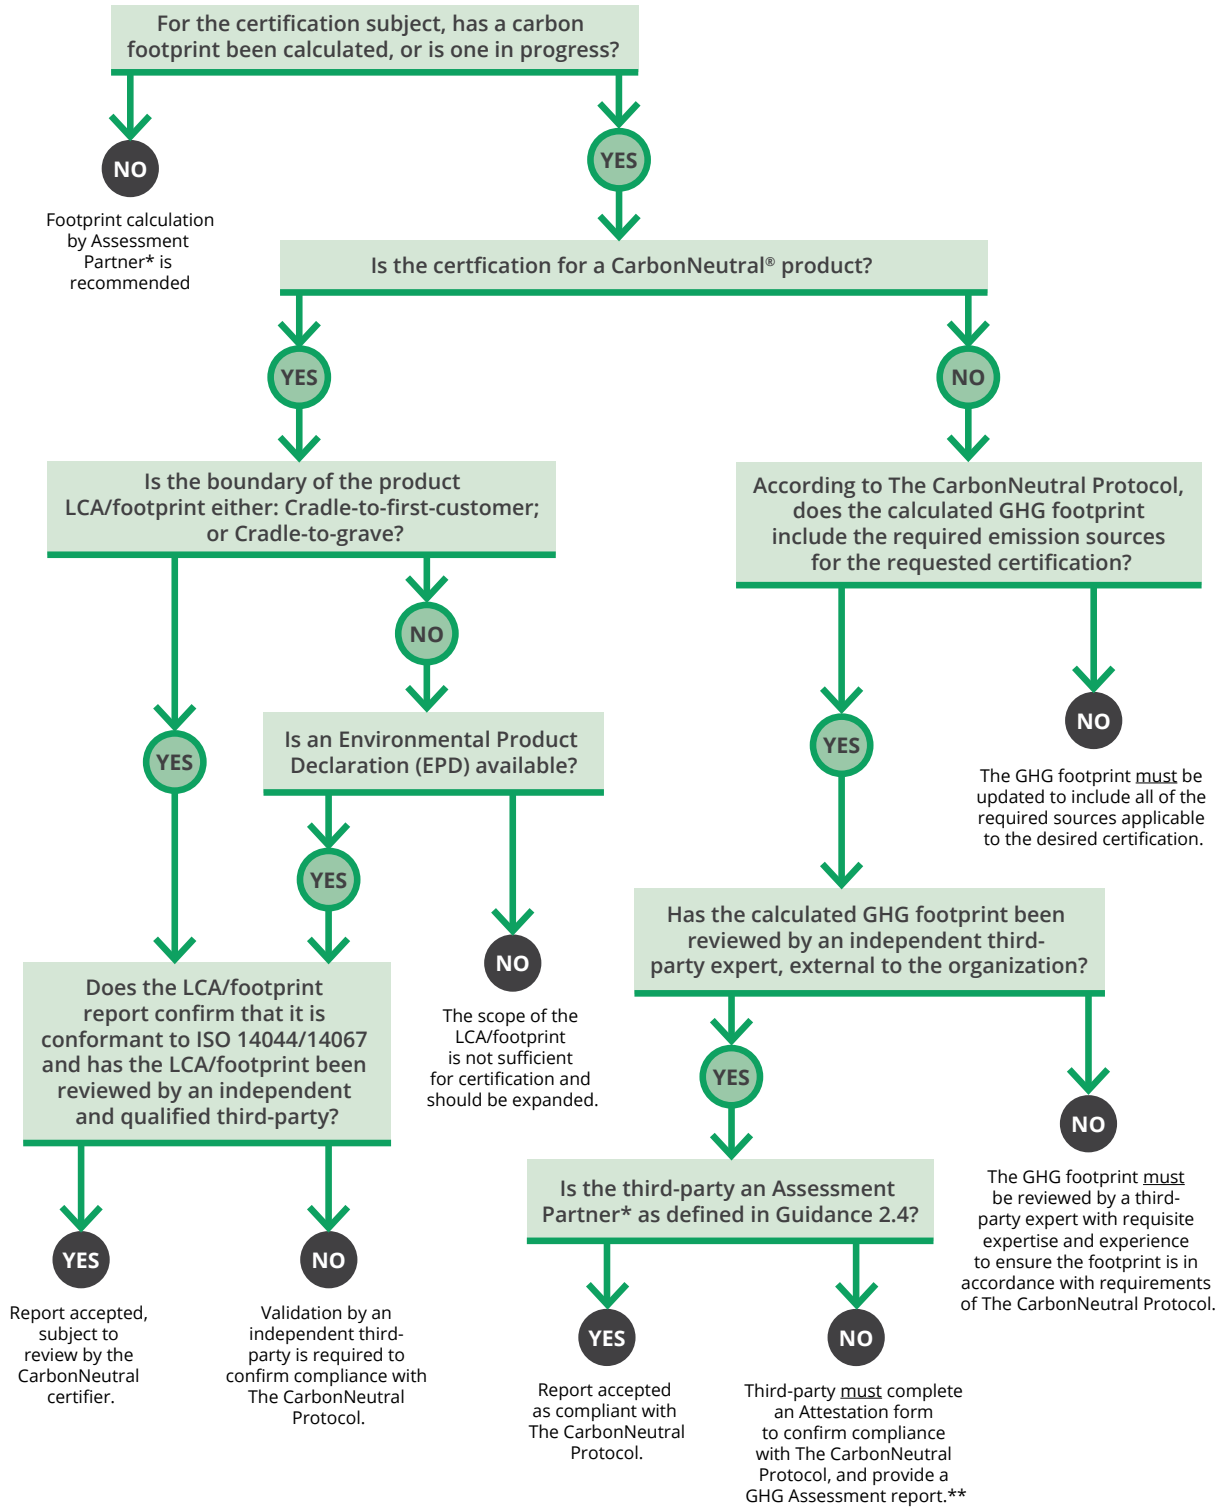 For the certification subject, has a carbon
footprint been calculated, or is one in progress?
NO
YES
Footprint calculation
by Assessment
Partner* is
recommended
Is the certfication for a CarbonNeutral® product?
YES
NO
Is the boundary of the product
LCA/footprint either: Cradle-to-first-customer;
or Cradle-to-grave?
According to The CarbonNeutral Protocol,
does the calculated GHG footprint
include the required emission sources
for the requested certification?
NO
YES
Is an Environmental Product
Declaration (EPD) available?
YES
NO
The GHG footprint must be
updated to include all of the
required sources applicable
to the desired certification.
YES
NO
Has the calculated GHG footprint been
reviewed by an independent third-
party expert, external to the organization?
Does the LCA/footprint
report confirm that it is
conformant to ISO 14044/14067
and has the LCA/footprint been
reviewed by an independent
and qualified third-party?
The scope of the
LCA/footprint
is not sufficient
for certification and
should be expanded.
YES
NO
Is the third-party an Assessment
Partner* as defined in Guidance 2.4?
The GHG footprint must
be reviewed by a third-
party expert with requisite
expertise and experience
to ensure the footprint is in
accordance with requirements
of The CarbonNeutral Protocol.
YES
NO
Report accepted,
subject to
review by the
CarbonNeutral
certifier.
Validation by an
independent third-
party is required to
confirm compliance with
The CarbonNeutral
Protocol.
YES
NO
Report accepted
as compliant with
The CarbonNeutral
Protocol.
Third-party must complete
an Attestation form
to confirm compliance
with The CarbonNeutral
Protocol, and provide a
GHG Assessment report.**